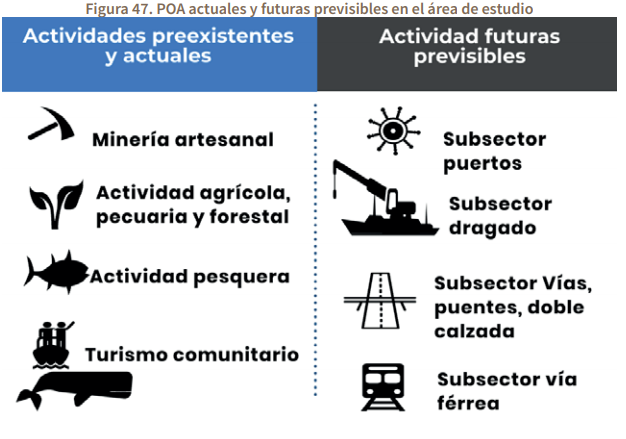 Figura 47. POA actuales y futuras previsibles en el área de estudio
Actividades preexistentes
y actuales
Minería artesanal
Actividad agrícola,
pecuaria y forestal
Actividad pesquera
Turismo comunitario
Actividad futuras
previsibles
Subsector
puertos
Subsector
dragado
Subsector Vías,
puentes, doble
calzada
Subsector vía
férrea